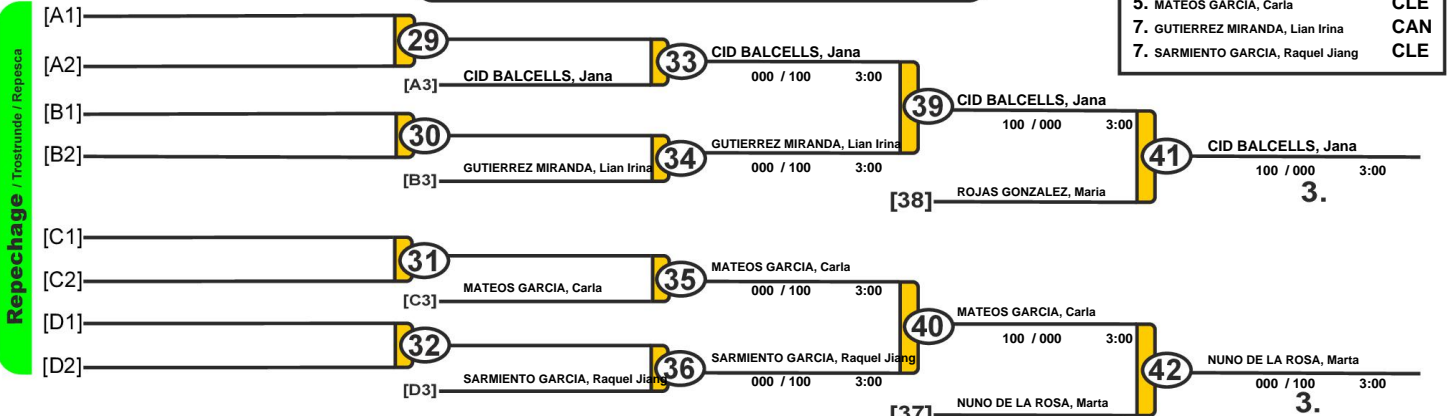 5. MATEOS GARCIA, Carla CLE
7. GUTIERREZ MIRANDA, Lian Irina CAN
7. SARMIENTO GARCIA, Raquel Jiang CLE
Repechage / Trostrunde / Repesca
[A1]
29
[A2]
CID BALCELLS, Jana
33
[A3]
CID BALCELLS, Jana
000 / 100 3:00
[B1]
30
[B2]
GUTIERREZ MIRANDA, Lian Irina
34
[B3]
GUTIERREZ MIRANDA, Lian Irina
000 / 100 3:00
39
CID BALCELLS, Jana
100 / 000 3:00
[38]
ROJAS GONZALEZ, Maria
41
CID BALCELLS, Jana
100 / 000 3:00
3.
[C1]
31
[C2]
MATEOS GARCIA, Carla
35
[C3]
MATEOS GARCIA, Carla
000 / 100 3:00
[D1]
32
[D2]
SARMIENTO GARCIA, Raquel Jiang
36
[D3]
SARMIENTO GARCIA, Raquel Jiang
000 / 100 3:00
40
MATEOS GARCIA, Carla
100 / 000 3:00
[37]
NUNO DE LA ROSA, Marta
42
NUNO DE LA ROSA, Marta
000 / 100 3:00
3.